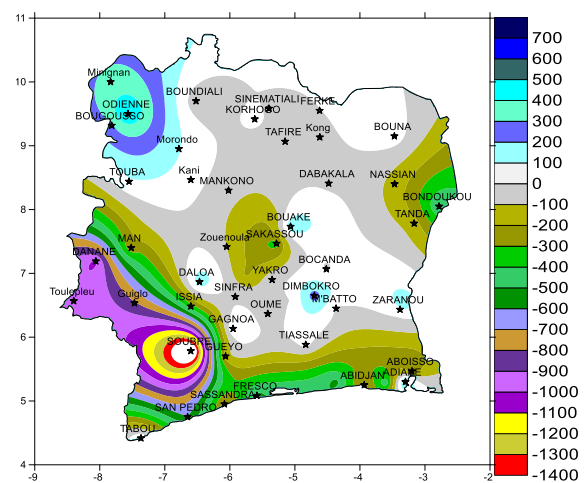 11
10
9
8
7
6
5
4
-9
-8
-7
-6
-5
-4
-3
-2
Minignan
ODIENNE
BOUGOUSSO
BOUNDIALI
SINEMATIALI
FERKE
KORHOGO
TAFIRE
Kong
BOUNA
Morondo
TOUBA
Kani
MANKONO
DABAKALA
NASSIAN
BONDOUKOU
TANDA
BOUAKE
MAN
Zouenoula
SAKASSOU
DANANE
DALOA
YAKRO
BOCANDA
Toulepleu
Guiglo
ISSIA
SINFRA
DIMBOKRO
M'BATTO
ZARANOU
OUME
GAGNOA
TIASSALE
SOUBRE
GUEYO
ABOISSO
ADIAKE
ABIDJAN
FRESCO
SASSANDRA
SAN PEDRO
TABOU
700
600
500
400
300
200
100
0
-100
-200
-300
-400
-500
-600
-700
-800
-900
-1000
-1100
-1200
-1300
-1400